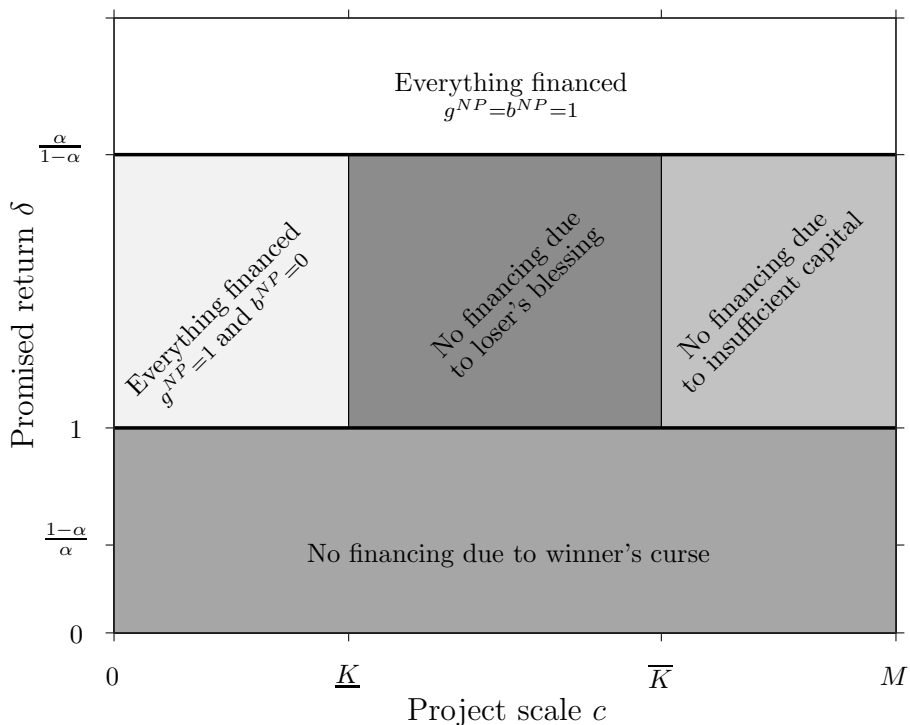 Everything financed
g^{NP}=b^{NP}=1
α/(1−α)
Promised return δ
Everything financed
g^{NP}=1 and b^{NP}=0
No financing due
to loser's blessing
No financing due
to insufficient capital
1
(1−α)/α
No financing due to winner's curse
0
0
K̲
K̅
M
Project scale c